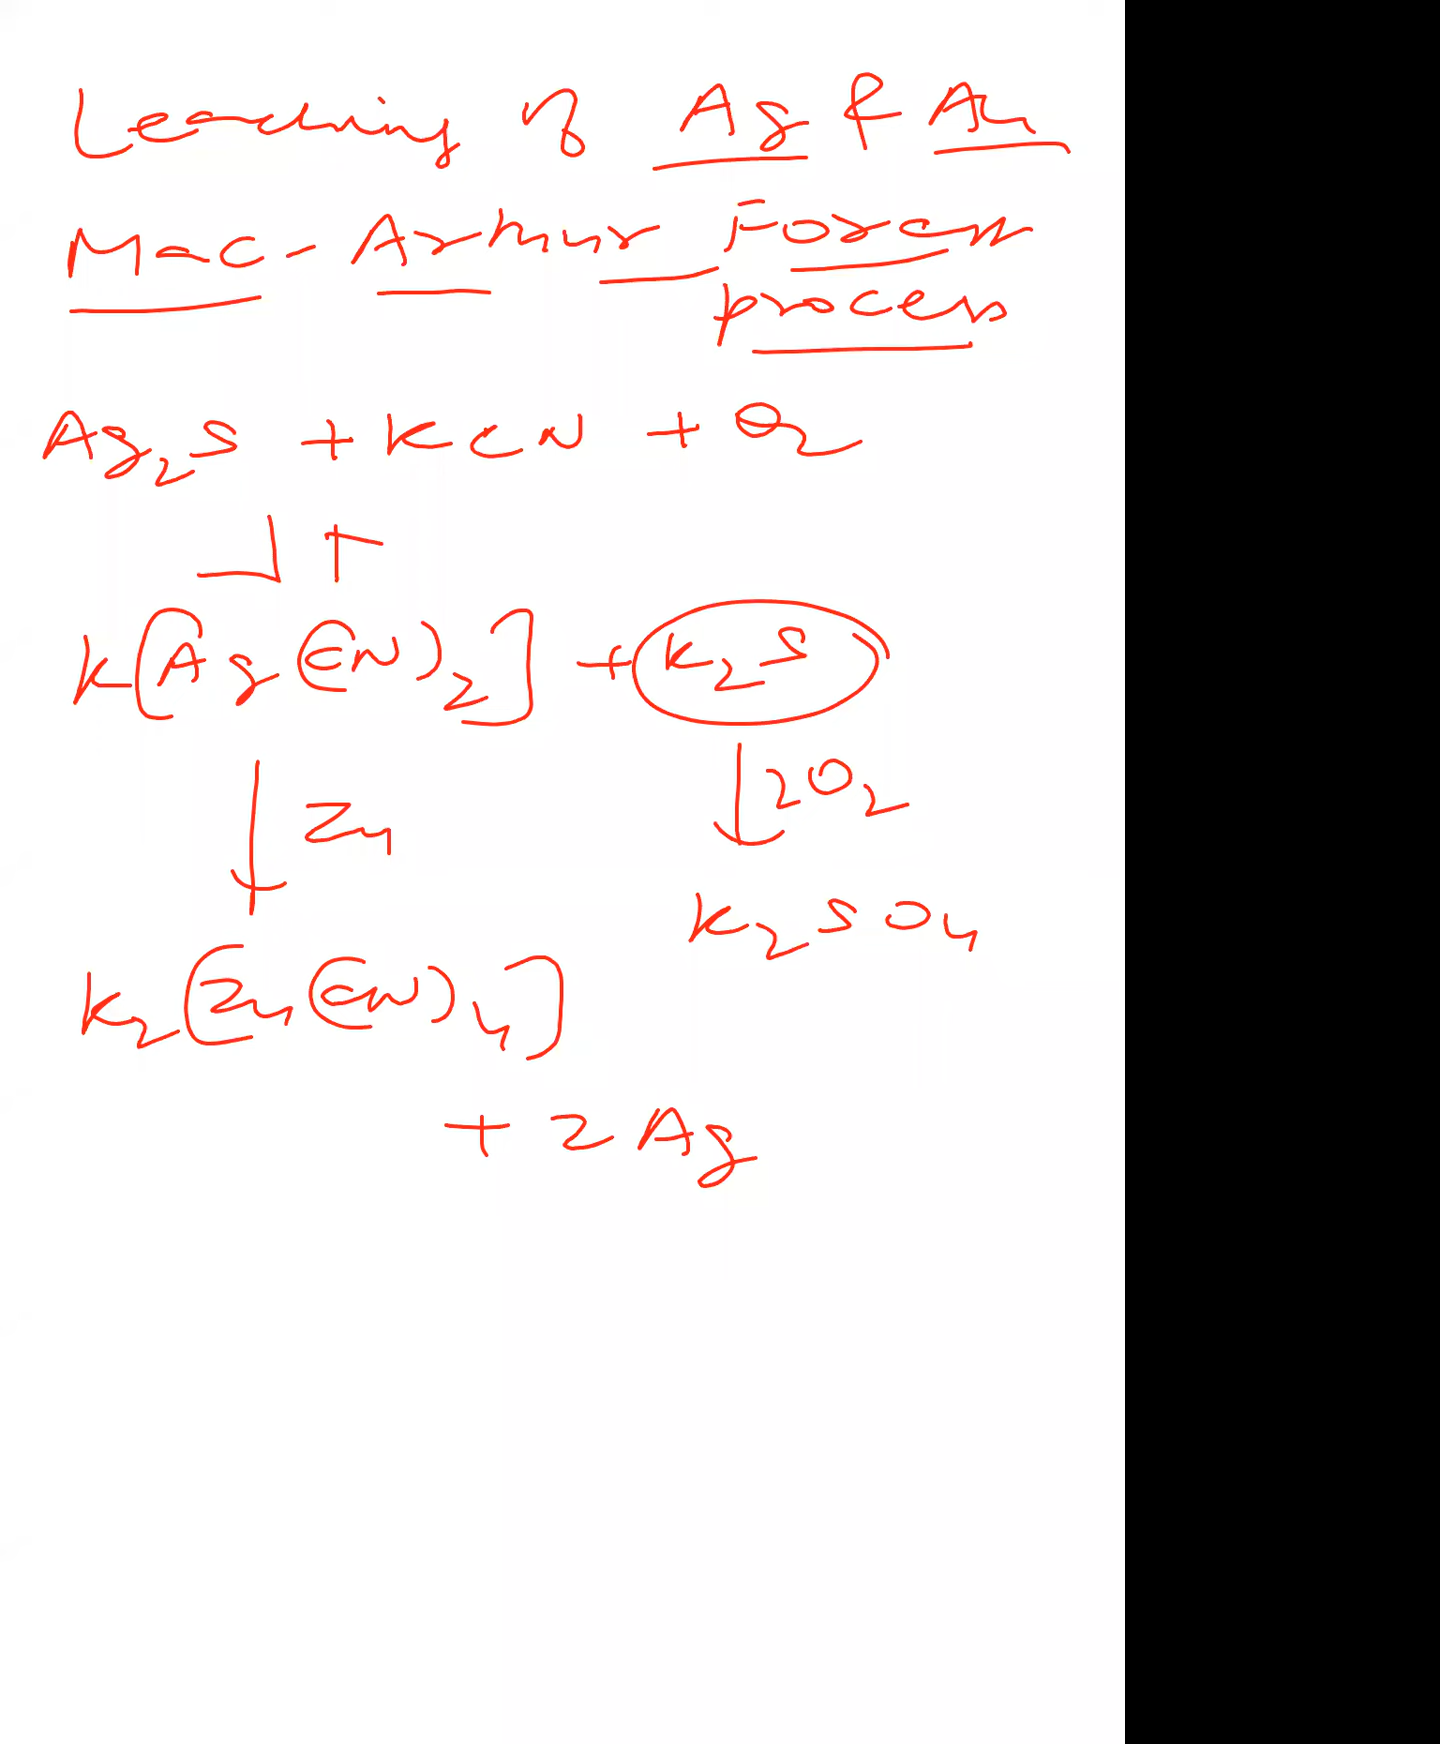 Leaching of Ag & Au
Mac-Arthur Forest
process
Ag₂S + KCN + O₂
⇌
K[Ag(CN)₂] + K₂S
↓ Zn ↓ 2O₂
K₂SO₄
K₂[Zn(CN)₄]
+ 2Ag